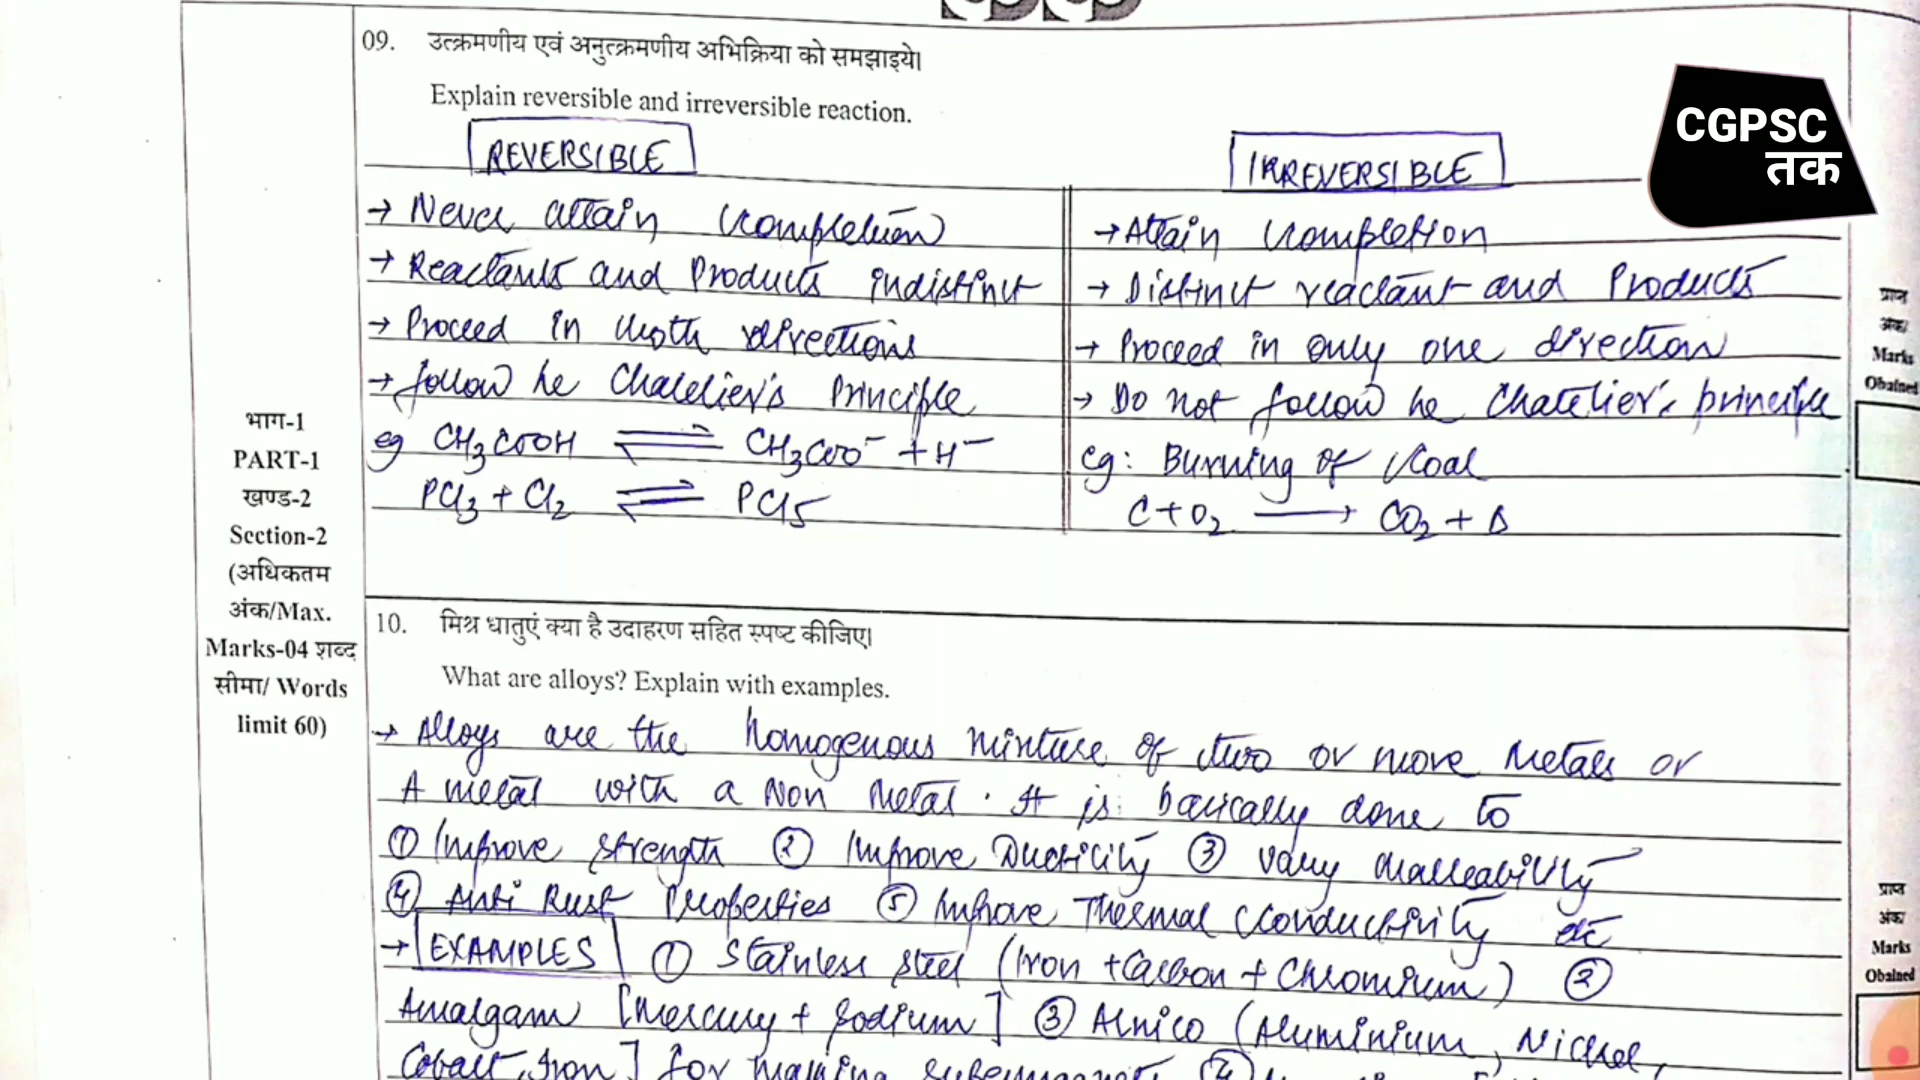 09. उत्क्रमणीय एवं अनुत्क्रमणीय अभिक्रिया को समझाइये।
Explain reversible and irreversible reaction.
CGPSC
तक
REVERSIBLE
→ Never attain completion
→ Reactants and Products indistinct
→ Proceed in both directions
→ follow le Chatelier's Principle
eg CH3COOH ⇌ CH3COO⁻ + H⁻
PCl3 + Cl2 ⇌ PCl5
IRREVERSIBLE
→ Attain completion
→ Distinct reactant and Products
→ Proceed in only one direction
→ Do not follow le Chatelier's principle
eg: Burning of Coal
C + O2 → CO2 + Δ
भाग-1
PART-1
खण्ड-2
Section-2
(अधिकतम
अंक/Max.
Marks-04 शब्द
सीमा/ Words
limit 60)
प्राप्त
अंक/
Marks
Obained
10. मिश्र धातुएं क्या है उदाहरण सहित स्पष्ट कीजिए।
What are alloys? Explain with examples.
→ Alloys are the homogenous mixture of two or more Metals or
A metal with a Non Metal. It is basically done to
① Improve strength ② Improve Ductility ③ vary malleability
④ Anti Rust Properties ⑤ Improve Thermal Conductivity etc
→ EXAMPLES ① Stainless steel (Iron + Carbon + Chromium) ②
Amalgam [Mercury + Sodium] ③ Alnico (Aluminium, Nickel,
Cobalt, Iron] for making supermagnet ④
प्राप्त
अंक/
Marks
Obained